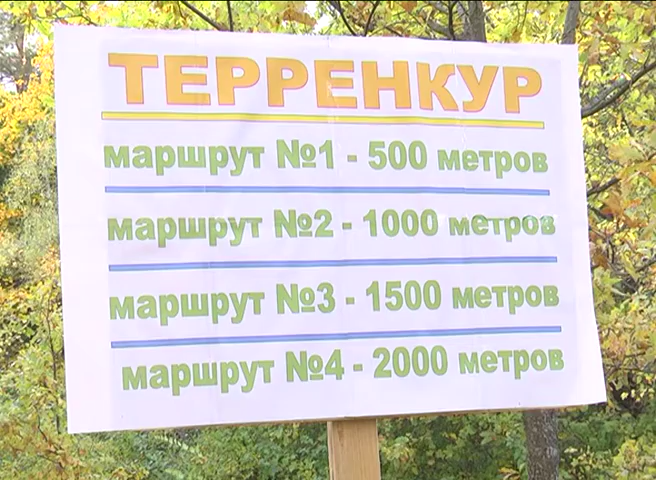 ТЕРРЕНКУР
маршрут №1 - 500 метров
маршрут №2 - 1000 метров
маршрут №3 - 1500 метров
маршрут №4 - 2000 метров